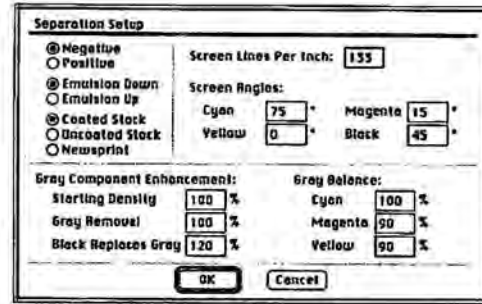 Separation Setup
Negative
Positive
Emulsion Down
Emulsion Up
Coated Stock
Uncoated Stock
Newsprint
Screen Lines Per Inch: 133
Screen Angles:
Cyan 75 ° Magenta 15 °
Yellow 0 ° Black 45 °
Gray Component Enhancement:
Starting Density 100 %
Gray Removal 100 %
Black Replaces Gray 120 %
Gray Balance:
Cyan 100 %
Magenta 90 %
Yellow 90 %
OK Cancel